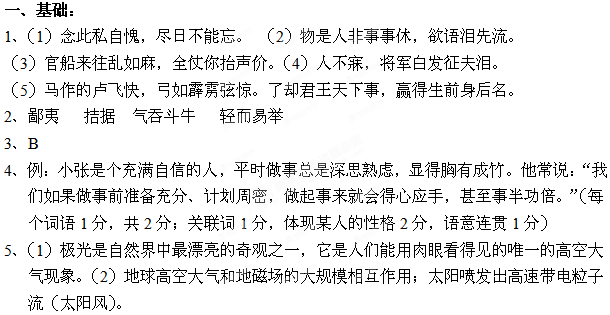 一、基础：
1、（1）念此私自愧，尽日不能忘。 （2）物是人非事事休，欲语泪先流。
（3）官船来往乱如麻，全仗你抬声价。（4）人不寐，将军白发征夫泪。
（5）马作的卢飞快，弓如霹雳弦惊。了却君王天下事，赢得生前身后名。
2、鄙夷 拮据 气吞斗牛 轻而易举
3、B
4、例：小张是个充满自信的人，平时做事总是深思熟虑，显得胸有成竹。他常说：“我
们如果做事前准备充分、计划周密，做起事来就会得心应手，甚至事半功倍。”（每
个词语1分，共2分；关联词1分，体现某人的性格2分，语意连贯1分）
5、（1）极光是自然界中最漂亮的奇观之一，它是人们能用肉眼看得见的唯一的高空大
气现象。（2）地球高空大气和地磁场的大规模相互作用；太阳喷发出高速带电粒子
流（太阳风）。